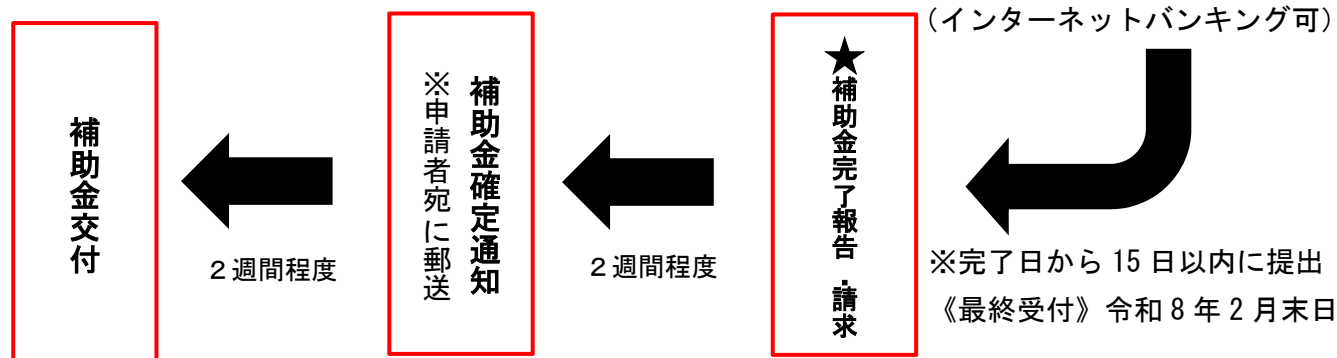 （インターネットバンキング可）
★補助金完了報告・請求
※完了日から 15 日以内に提出
《最終受付》令和 8 年 2 月末日
２週間程度
補助金確定通知
※申請者宛に郵送
２週間程度
補助金交付